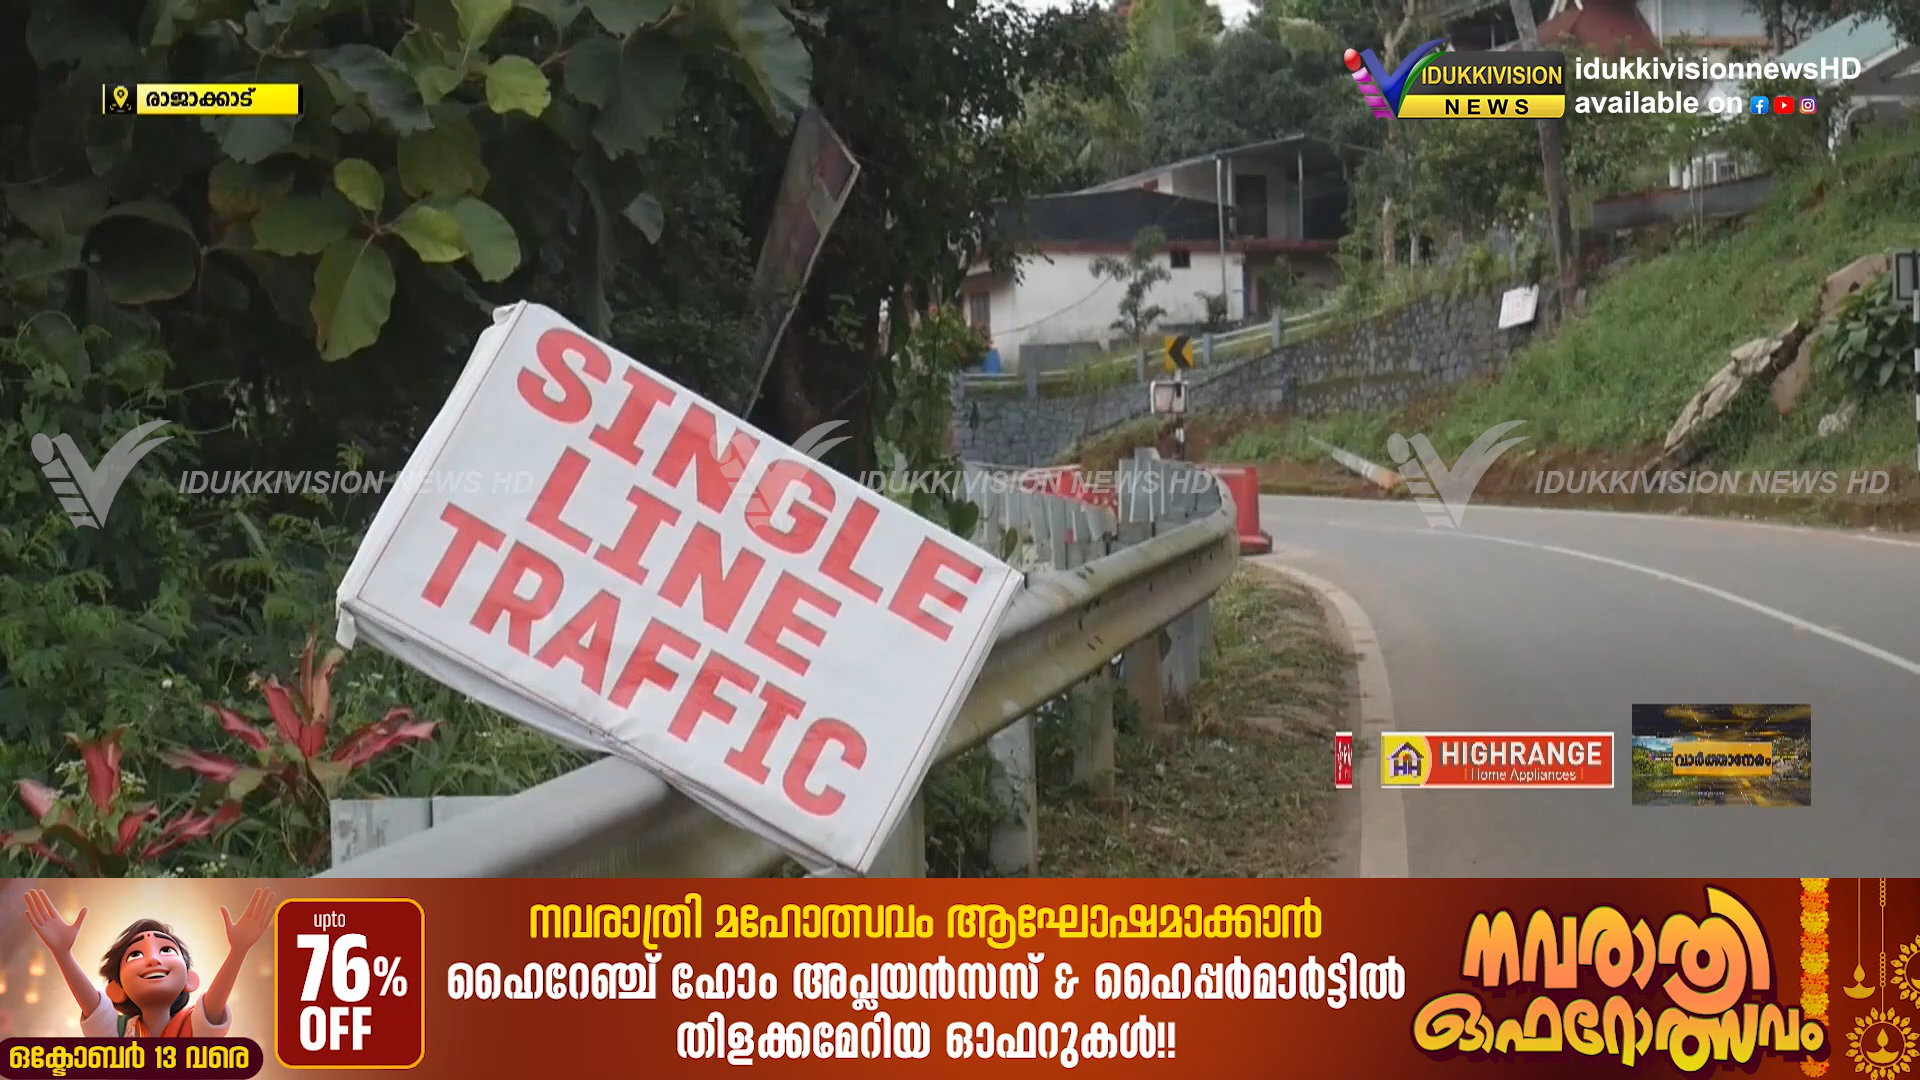 രാജാക്കാട്
IDUKKIVISION
NEWS
idukkivisionnewsHD
available on
SINGLE
LINE
TRAFFIC
IDUKKIVISION NEWS HD
IDUKKIVISION NEWS HD
IDUKKIVISION NEWS HD
HIGHRANGE
Home Appliances
വാർത്താനേരം
upto
76%
OFF
ഒക്ടോബർ 13 വരെ
നവരാത്രി മഹോത്സവം ആഘോഷമാക്കാൻ
ഹൈറേഞ്ച് ഹോം അപ്ലയൻസസ് & ഹൈപ്പർമാർട്ടിൽ
തിളക്കമേറിയ ഓഫറുകൾ!!
നവരാത്രി
ഓഫറോത്സവം